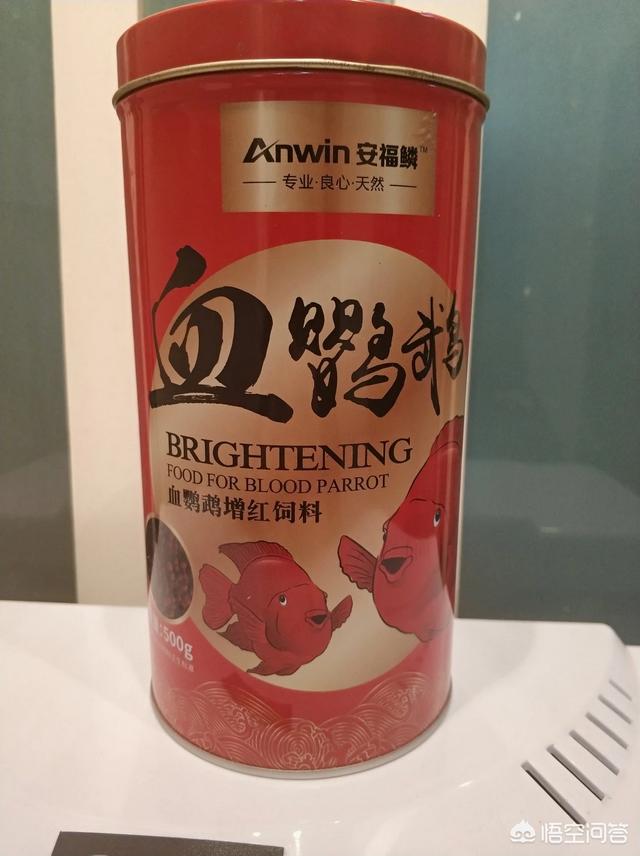 Anwin 安福鳞™
专业·良心·天然
血鹦鹉
BRIGHTENING
FOOD FOR BLOOD PARROT
血鹦鹉增红饲料
:500g
悟空问答